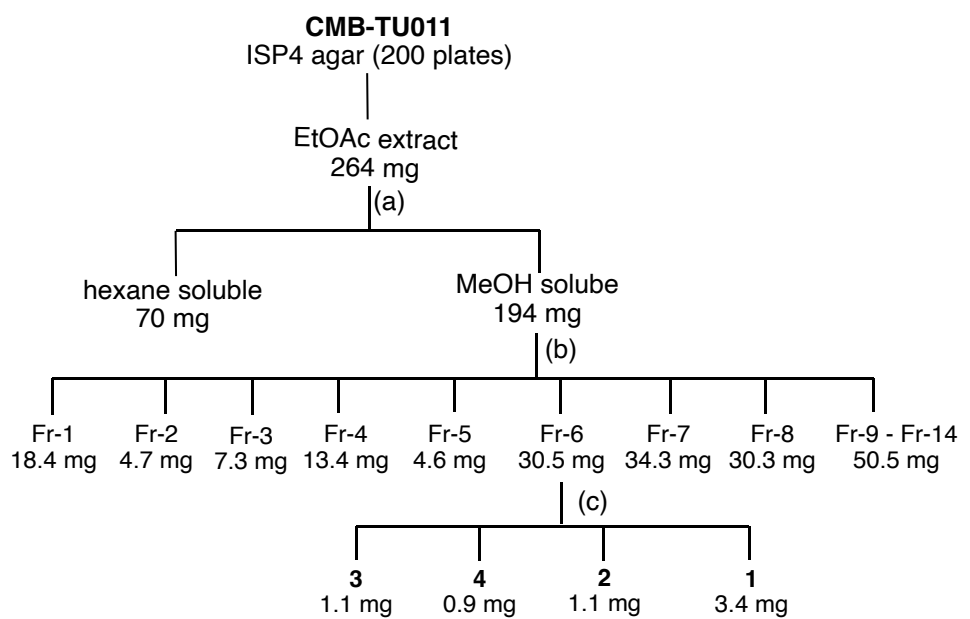 CMB-TU011
ISP4 agar (200 plates)
EtOAc extract
264 mg
(a)
hexane soluble
70 mg
MeOH solube
194 mg
(b)
Fr-1
18.4 mg
Fr-2
4.7 mg
Fr-3
7.3 mg
Fr-4
13.4 mg
Fr-5
4.6 mg
Fr-6
30.5 mg
Fr-7
34.3 mg
Fr-8
30.3 mg
Fr-9 - Fr-14
50.5 mg
(c)
3
1.1 mg
4
0.9 mg
2
1.1 mg
1
3.4 mg